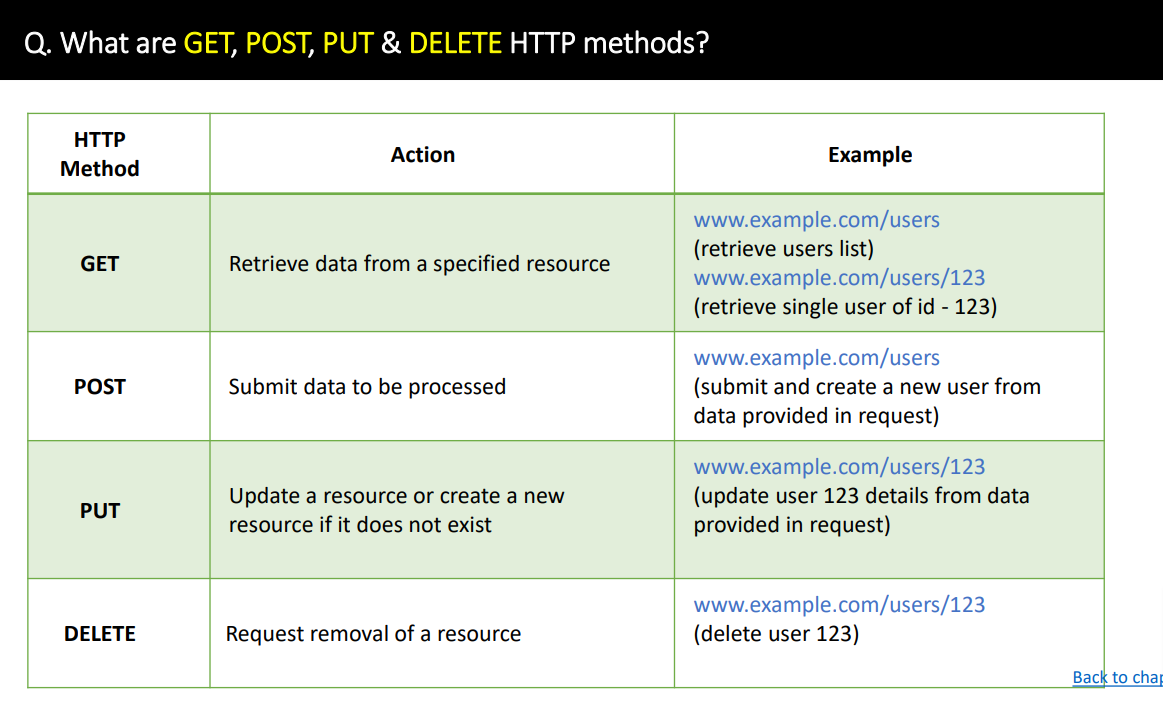 Q. What are GET, POST, PUT & DELETE HTTP methods?
HTTP
Method
Action
Example
GET
Retrieve data from a specified resource
www.example.com/users
(retrieve users list)
www.example.com/users/123
(retrieve single user of id - 123)
POST
Submit data to be processed
www.example.com/users
(submit and create a new user from
data provided in request)
PUT
Update a resource or create a new
resource if it does not exist
www.example.com/users/123
(update user 123 details from data
provided in request)
DELETE
Request removal of a resource
www.example.com/users/123
(delete user 123)
Back to chap